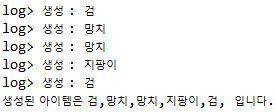 log> 생성 : 검
log> 생성 : 망치
log> 생성 : 망치
log> 생성 : 지팡이
log> 생성 : 검
생성된 아이템은 검,망치,망치,지팡이,검, 입니다.